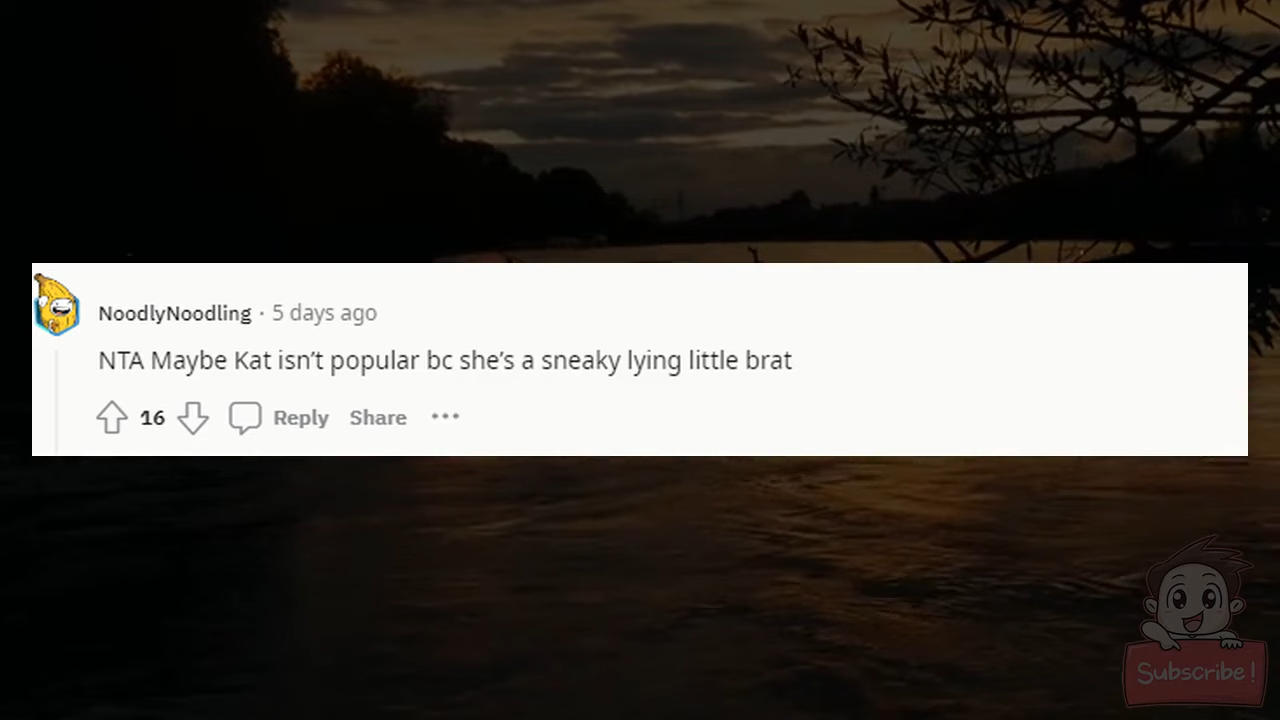 NoodlyNoodling · 5 days ago
NTA Maybe Kat isn’t popular bc she’s a sneaky lying little brat
16 Reply Share •••
Subscribe!